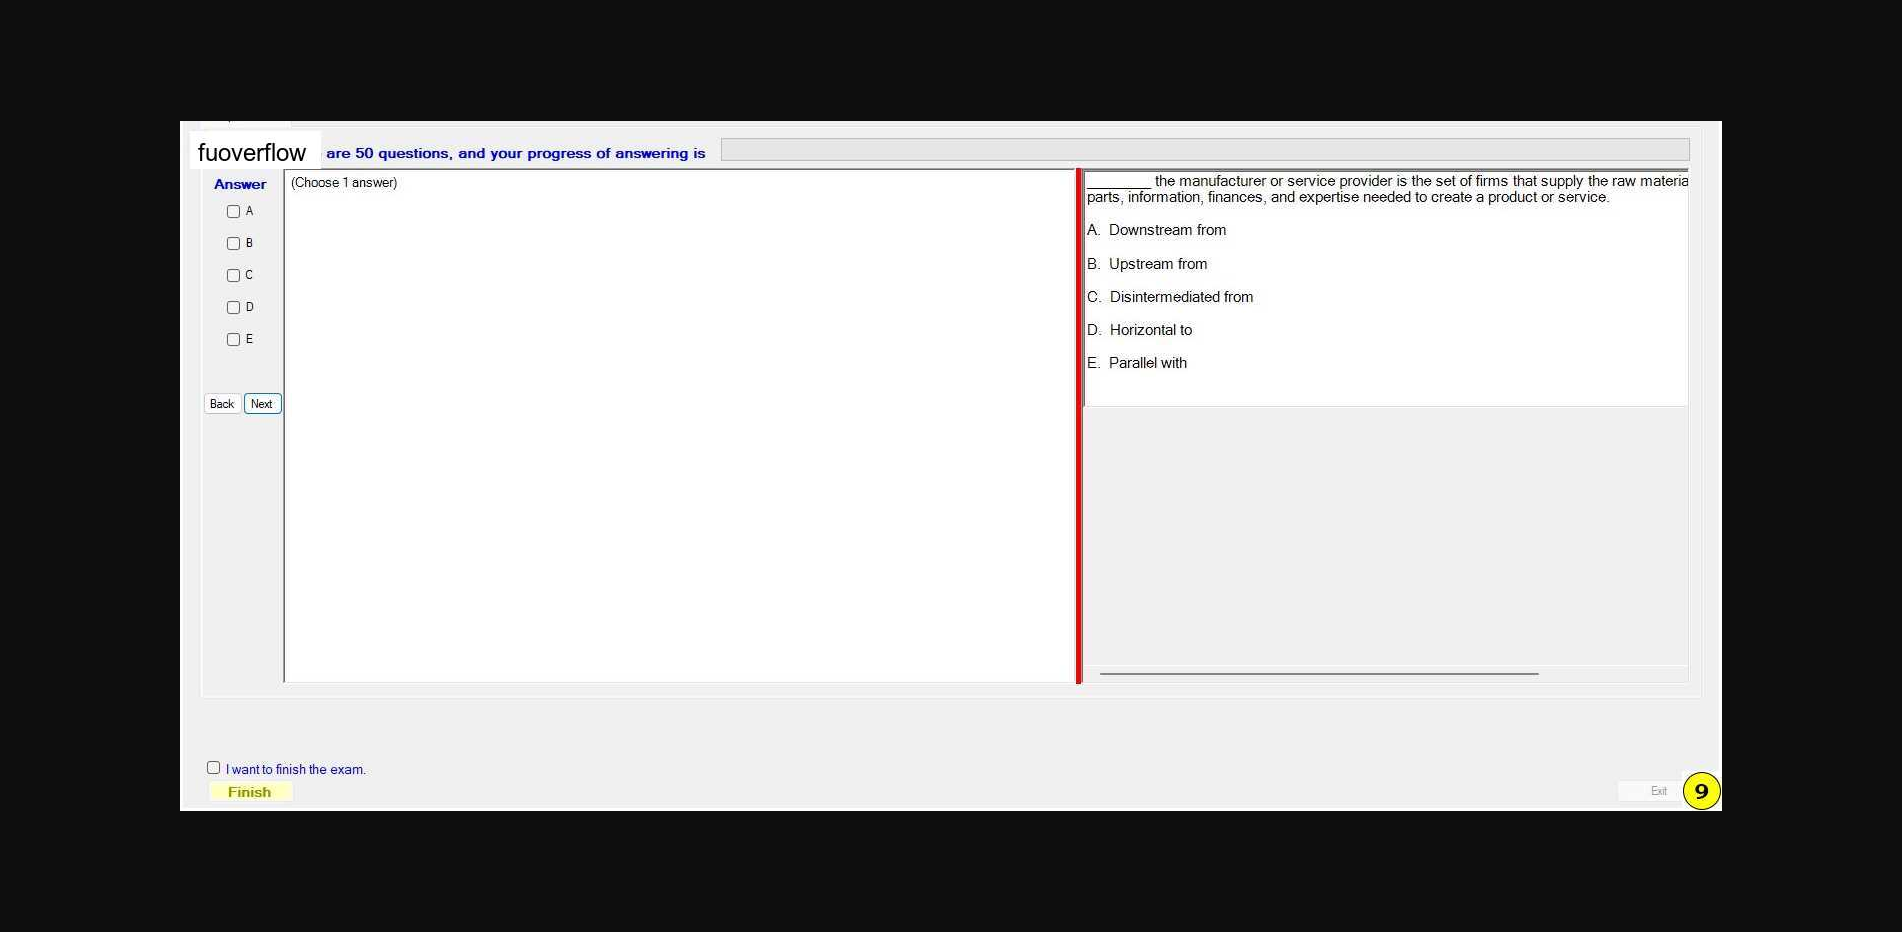 fuoverflow are 50 questions, and your progress of answering is
Answer
A
B
C
D
E
Back Next
(Choose 1 answer)
________ the manufacturer or service provider is the set of firms that supply the raw materia
parts, information, finances, and expertise needed to create a product or service.
A. Downstream from
B. Upstream from
C. Disintermediated from
D. Horizontal to
E. Parallel with
I want to finish the exam.
Finish
Exit
9